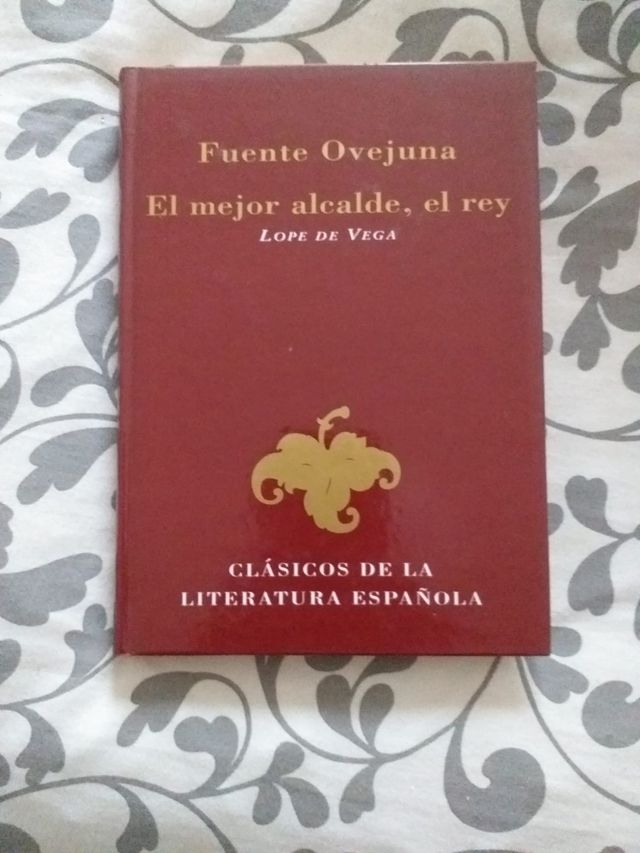 Fuente Ovejuna
El mejor alcalde, el rey
LOPE DE VEGA
CLÁSICOS DE LA
LITERATURA ESPAÑOLA